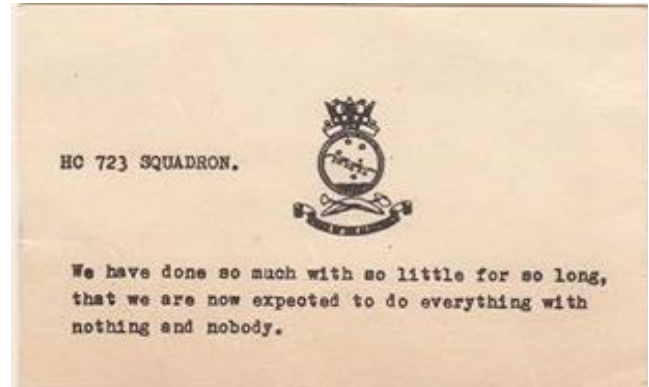 HC 723 SQUADRON.
We have done so much with so little for so long,
that we are now expected to do everything with
nothing and nobody.